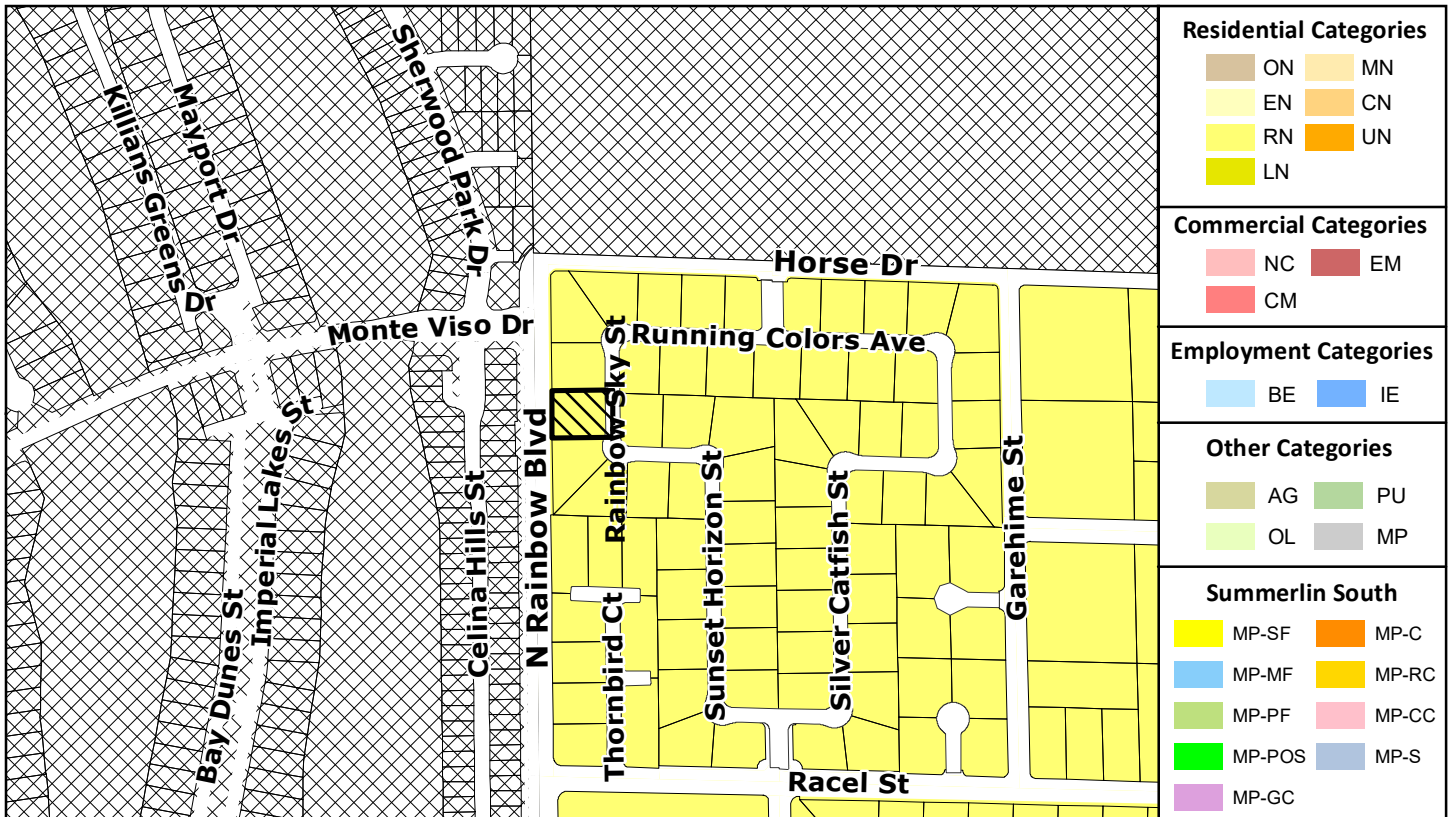 Killians Greens Dr
Mayport Dr
Sherwood Park Dr
Horse Dr
Monte Viso Dr
Running Colors Ave
Rainbow Sky St
N Rainbow Blvd
Imperial Lakes St
Bay Dunes St
Celina Hills St
Thornbird Ct
Sunset Horizon St
Silver Catfish St
Garehime St
Racel St
Residential Categories
ON MN
EN CN
RN UN
LN
Commercial Categories
NC EM
CM
Employment Categories
BE IE
Other Categories
AG PU
OL MP
Summerlin South
MP-SF MP-C
MP-MF MP-RC
MP-PF MP-CC
MP-POS MP-S
MP-GC